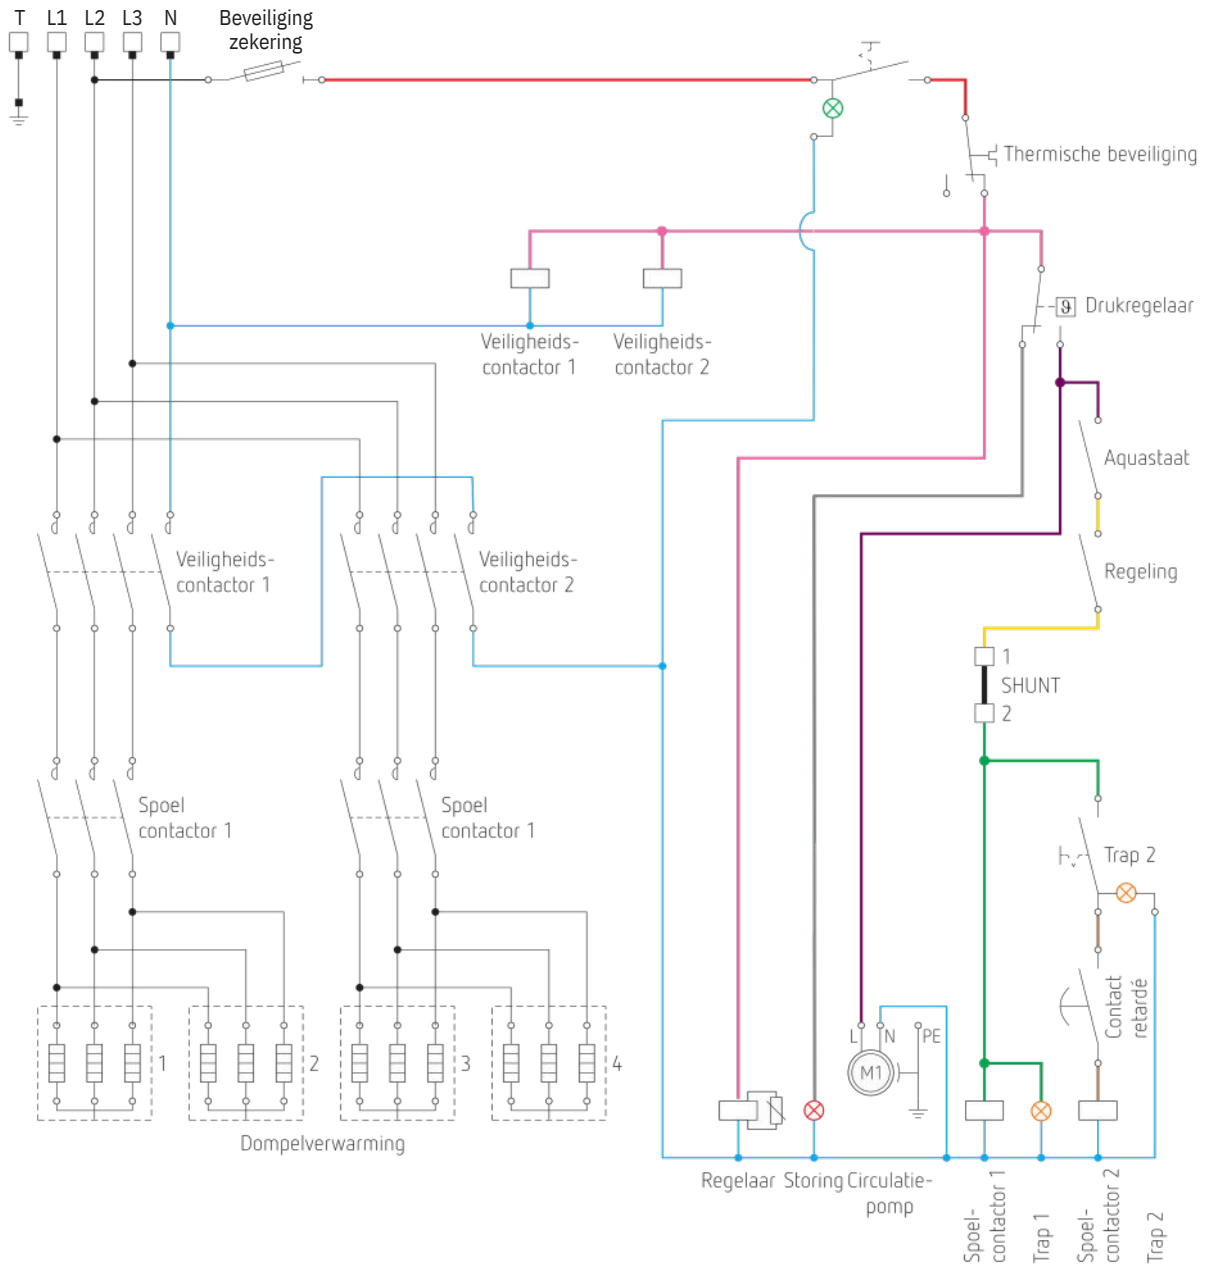 T L1 L2 L3 N
Beveiliging
zekering
Thermische beveiliging
Drukregelaar
Veiligheids-
contactor 1
Veiligheids-
contactor 2
Aquastaat
Veiligheids-
contactor 1
Veiligheids-
contactor 2
Regeling
1
SHUNT
2
Spoel
contactor 1
Spoel
contactor 1
Trap 2
Contact
retardé
L N PE
M1
1 2 3 4
Dompelverwarming
Regelaar
Storing
Circulatie-
pomp
Spoel-
contactor 1
Trap 1
Spoel-
contactor 2
Trap 2